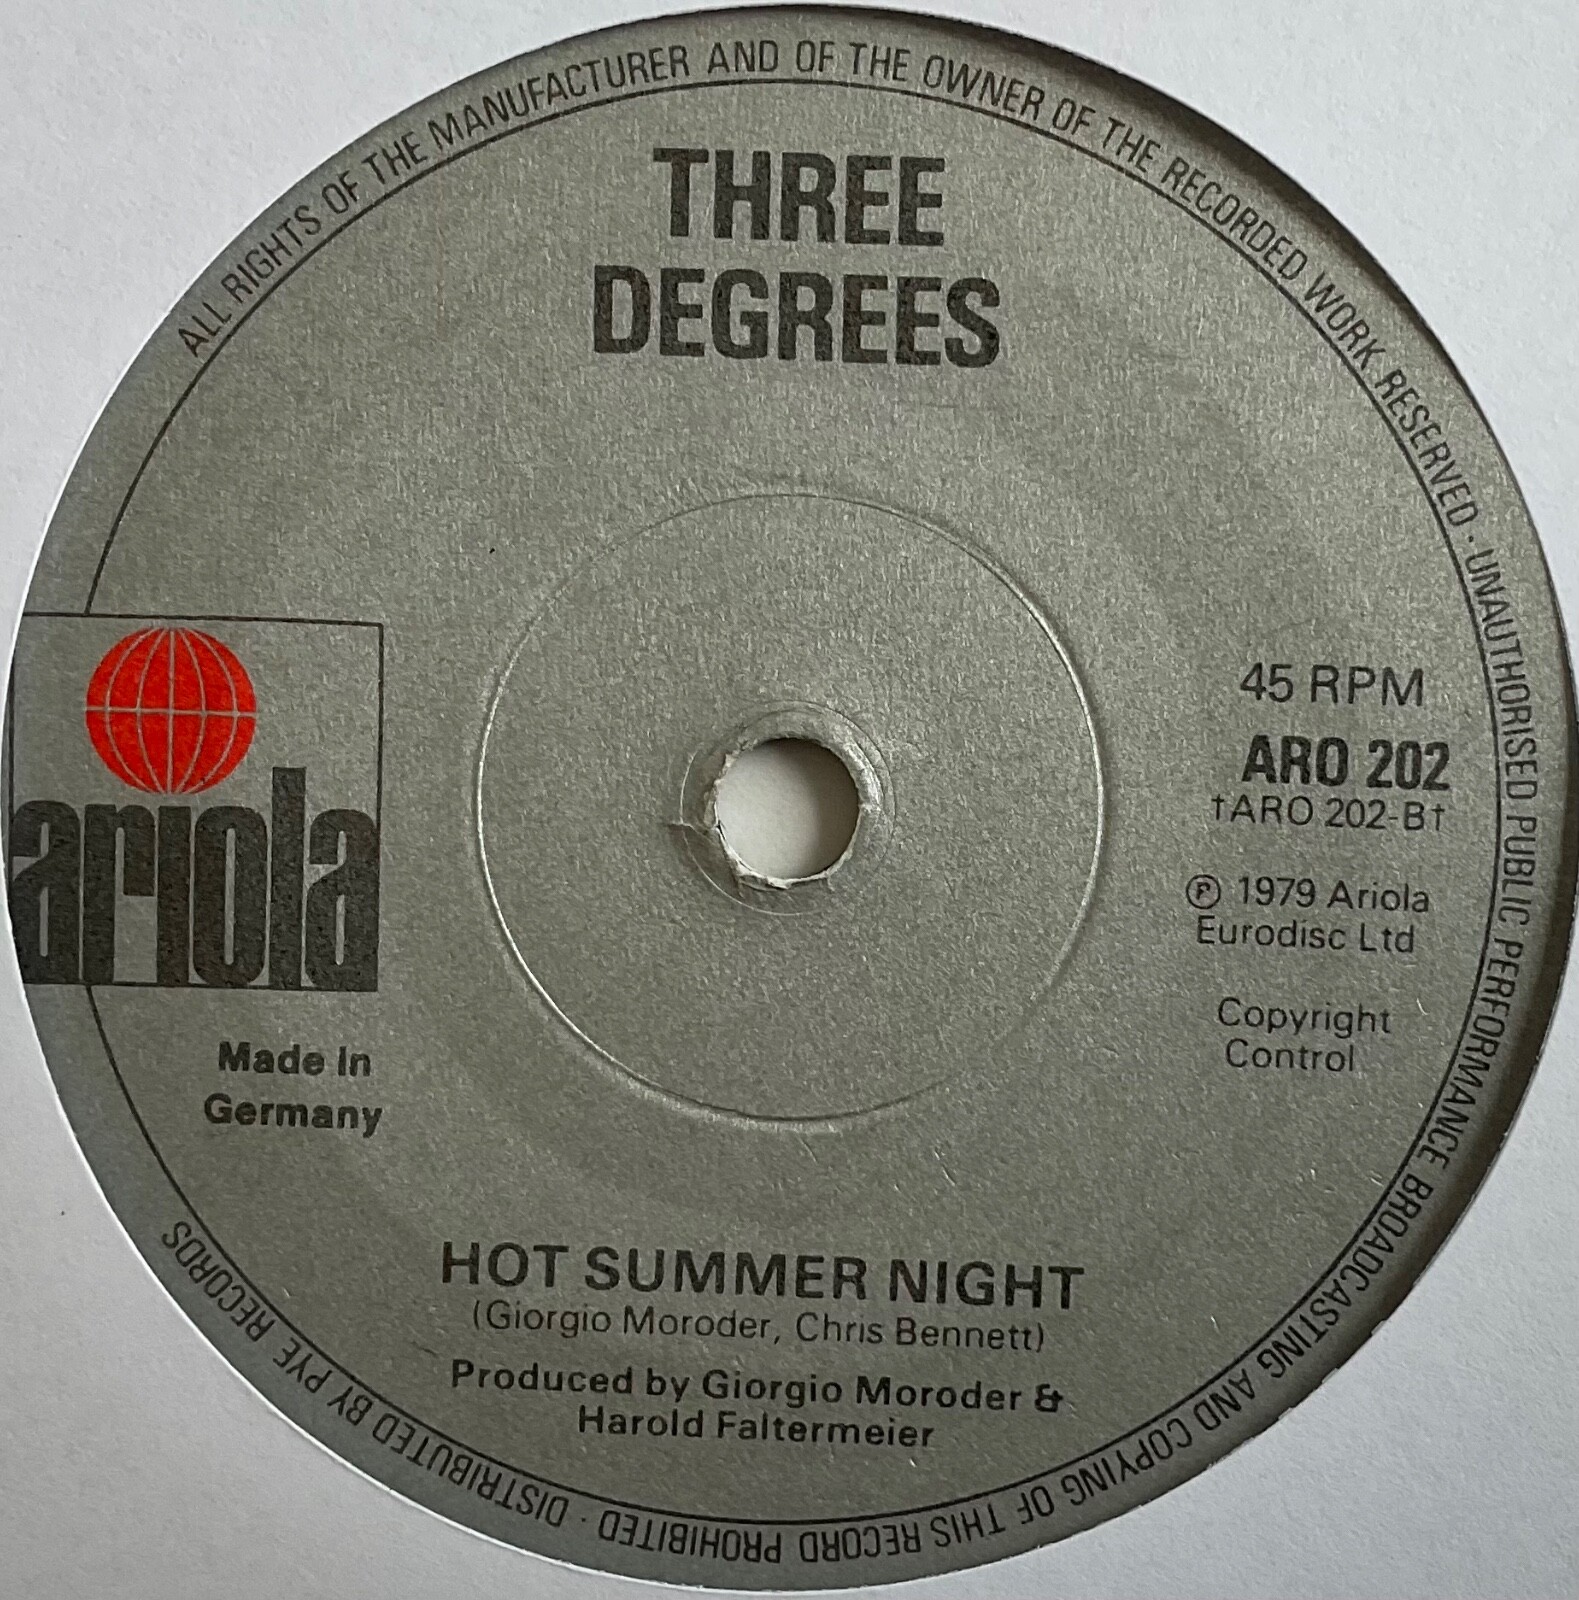 ALL RIGHTS OF THE MANUFACTURER AND OF THE OWNER OF THE RECORDED WORK RESERVED · UNAUTHORISED PUBLIC PERFORMANCE BROADCASTING AND COPYING OF THIS RECORD PROHIBITED · DISTRIBUTED BY PYE RECORDS
THREE
DEGREES
ariola
45 RPM
ARO 202
†ARO 202-B†
℗ 1979 Ariola
Eurodisc Ltd
Copyright
Control
Made in
Germany
HOT SUMMER NIGHT
(Giorgio Moroder, Chris Bennett)
Produced by Giorgio Moroder &
Harold Faltermeier